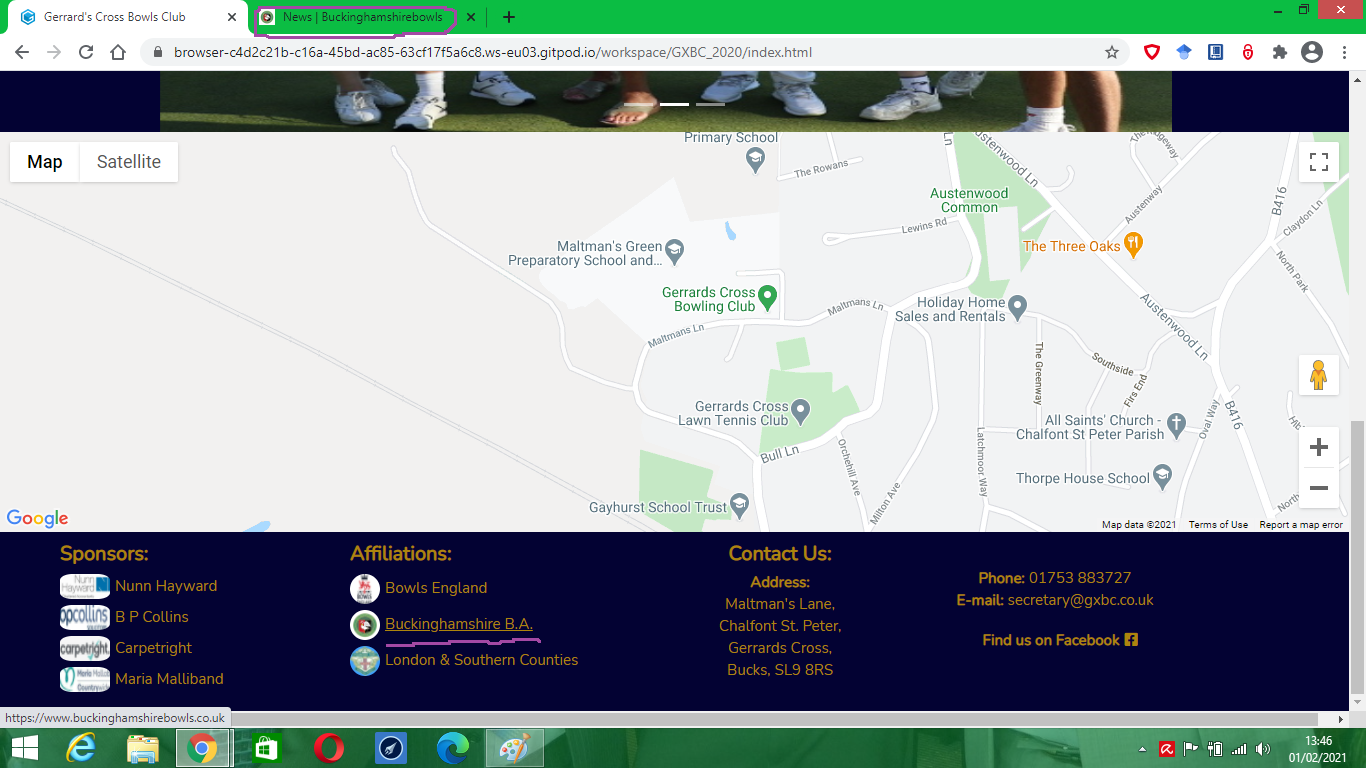 Gerrard's Cross Bowls Club
News | Buckinghamshirebowls
browser-c4d2c21b-c16a-45bd-ac85-63cf17f5a6c8.ws-eu03.gitpod.io/workspace/GXBC_2020/index.html
Map Satellite
Primary School
The Rowans
Ln
Austenwood Ln
Ridgeway
Austenwood
Common
Austenway
B416
Claydon Ln
Lewins Rd
Maltman's Green
Preparatory School and...
The Three Oaks
North Park
Gerrards Cross
Bowling Club
Maltmans Ln
Holiday Home
Sales and Rentals
Austenwood Ln
Maltmans Ln
The Greenway
Southside
Firs End
Gerrards Cross
Lawn Tennis Club
All Saints' Church -
Chalfont St Peter Parish
Oval Way
B416
Bull Ln
Orchehill Ave
Latchmoor Way
Milton Ave
Thorpe House School
Gayhurst School Trust
Google
Map data ©2021 Terms of Use Report a map error
Sponsors:
Nunn Hayward
B P Collins
Carpetright
Maria Malliband
Affiliations:
Bowls England
Buckinghamshire B.A.
London & Southern Counties
Contact Us:
Address:
Maltman's Lane,
Chalfont St. Peter,
Gerrards Cross,
Bucks, SL9 8RS
Phone: 01753 883727
E-mail: secretary@gxbc.co.uk
Find us on Facebook
https://www.buckinghamshirebowls.co.uk
13:46
01/02/2021